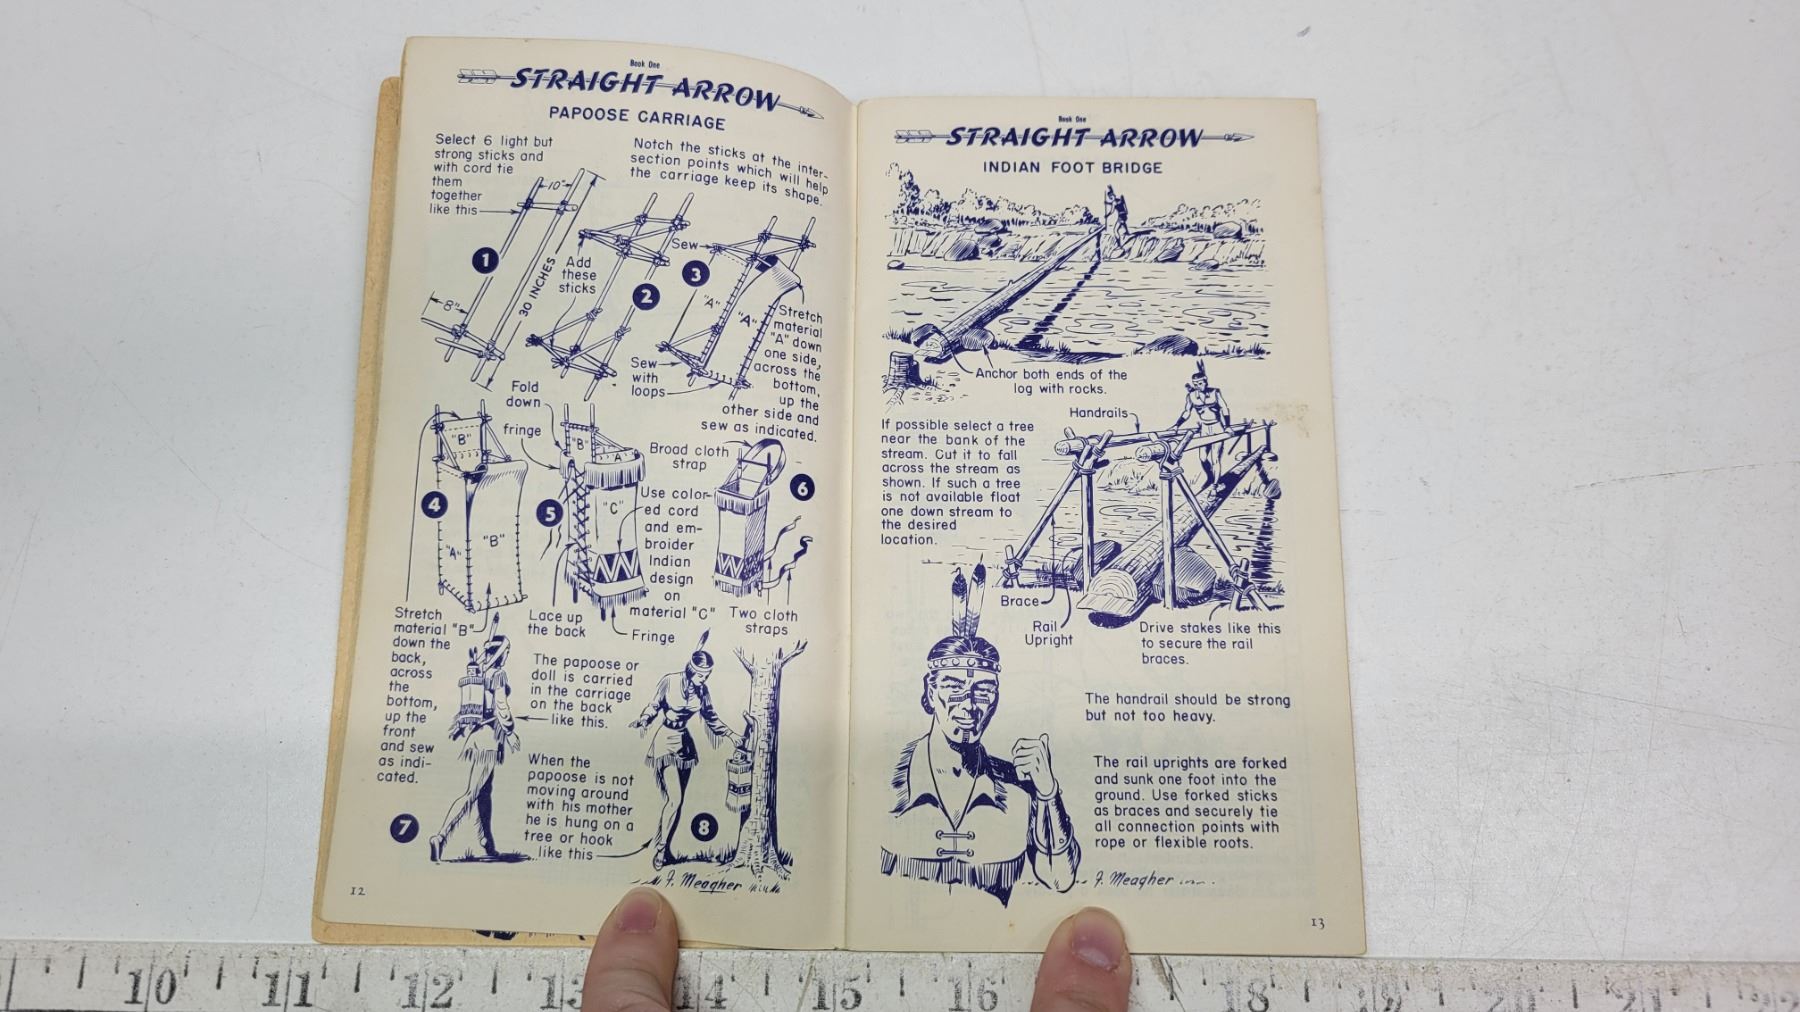 Book One
STRAIGHT ARROW
PAPOOSE CARRIAGE
Select 6 light but
strong sticks and
with cord tie
them
together
like this
Notch the sticks at the inter-
section points which will help
the carriage keep its shape.
10"
8"
30 INCHES
1
Add
these
sticks
2
Sew
3
"A"
"A"
Sew
with
loops
Stretch
material
"A" down
one side,
across the
bottom,
up the
other side and
sew as indicated.
Fold
down
fringe
"B"
4
"A"
"B"
Stretch
material "B"
down the
back,
across
the
bottom,
up the
front
and sew
as indi-
cated.
5
"B"
A
"C"
Lace up
the back
Fringe
Use color-
ed cord
and em-
broider
Indian
design
on
material "C"
Broad cloth
strap
6
Two cloth
straps
The papoose or
doll is carried
in the carriage
on the back
like this.
7
When the
papoose is not
moving around
with his mother
he is hung on a
tree or hook
like this
8
F. Meagher
12
Book One
STRAIGHT ARROW
INDIAN FOOT BRIDGE
Anchor both ends of the
log with rocks.
If possible select a tree
near the bank of the
stream. Cut it to fall
across the stream as
shown. If such a tree
is not available float
one down stream to
the desired
location.
Handrails
Brace
Rail
Upright
Drive stakes like this
to secure the rail
braces.
The handrail should be strong
but not too heavy.
The rail uprights are forked
and sunk one foot into the
ground. Use forked sticks
as braces and securely tie
all connection points with
rope or flexible roots.
F. Meagher
13
10 11 12 13 14 15 16 18 19 20 21